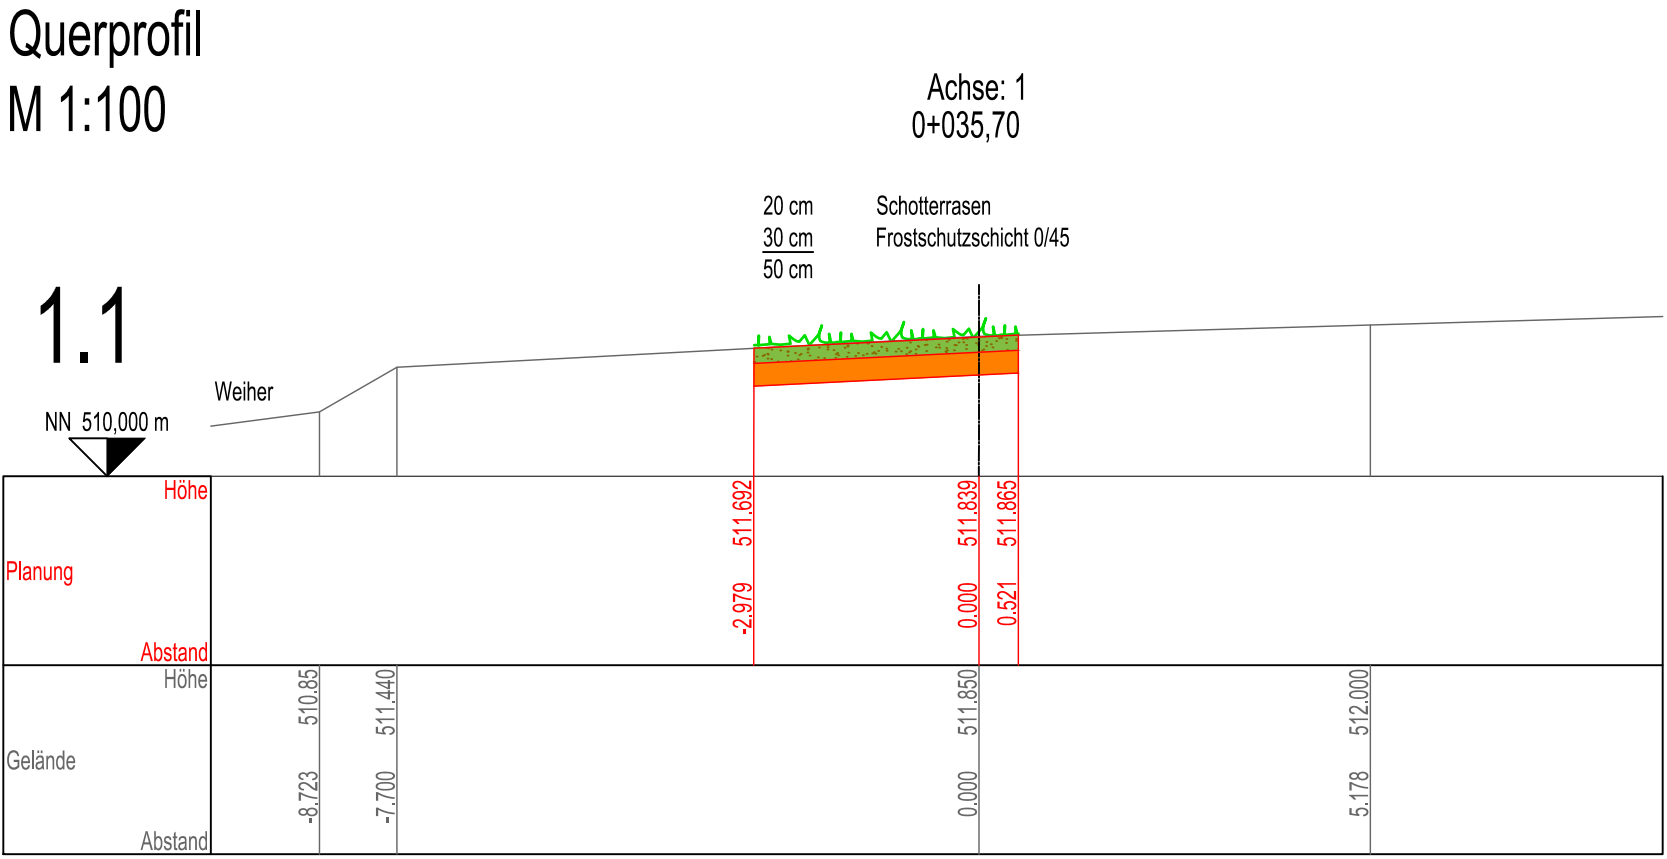 Querprofil
M 1:100
Achse: 1
0+035,70
20 cm Schotterrasen
30 cm Frostschutzschicht 0/45
50 cm
1.1
Weiher
NN 510,000 m
Höhe
511.692 511.839 511.865
Planung
-2.979 0.000 0.521
Abstand
Höhe
510.85 511.440 511.850 512.000
Gelände
-8.723 -7.700 0.000 5.178
Abstand